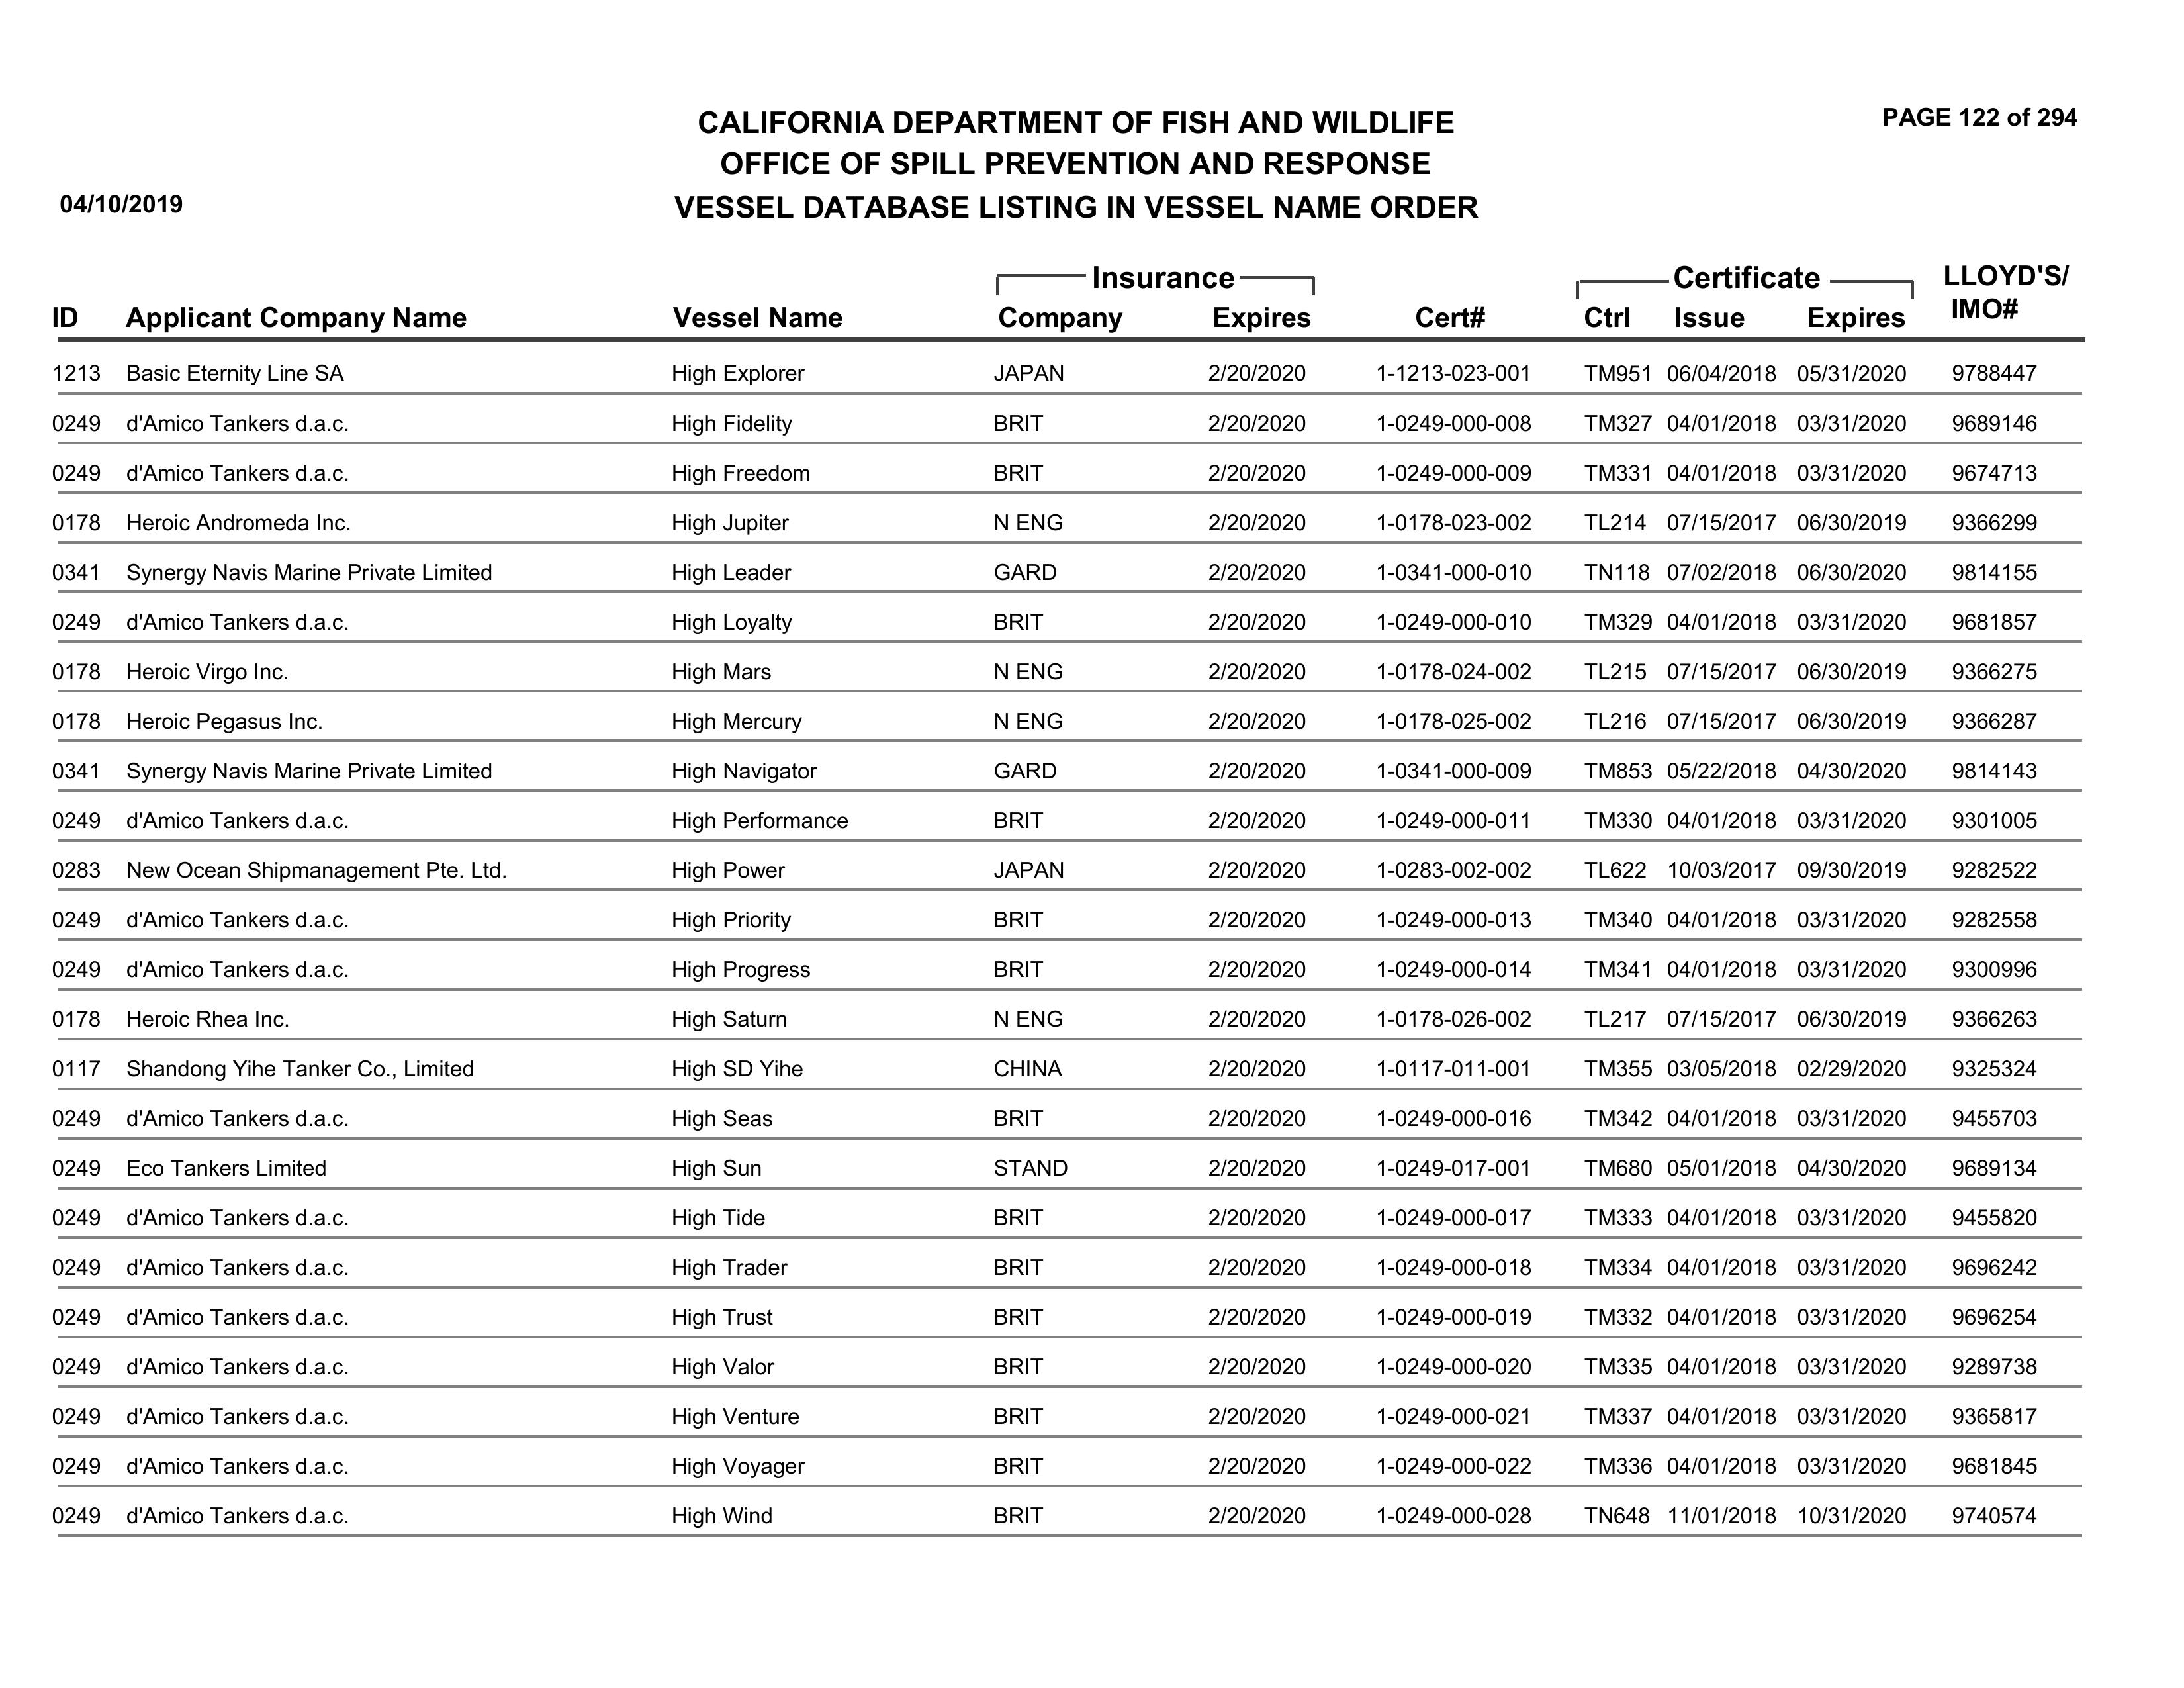 CALIFORNIA DEPARTMENT OF FISH AND WILDLIFE
PAGE 122 of 294
OFFICE OF SPILL PREVENTION AND RESPONSE
04/10/2019
VESSEL DATABASE LISTING IN VESSEL NAME ORDER
Insurance Certificate LLOYD'S/
ID Applicant Company Name Vessel Name Company Expires Cert# Ctrl Issue Expires IMO#
1213 Basic Eternity Line SA High Explorer JAPAN 2/20/2020 1-1213-023-001 TM951 06/04/2018 05/31/2020 9788447
0249 d'Amico Tankers d.a.c. High Fidelity BRIT 2/20/2020 1-0249-000-008 TM327 04/01/2018 03/31/2020 9689146
0249 d'Amico Tankers d.a.c. High Freedom BRIT 2/20/2020 1-0249-000-009 TM331 04/01/2018 03/31/2020 9674713
0178 Heroic Andromeda Inc. High Jupiter N ENG 2/20/2020 1-0178-023-002 TL214 07/15/2017 06/30/2019 9366299
0341 Synergy Navis Marine Private Limited High Leader GARD 2/20/2020 1-0341-000-010 TN118 07/02/2018 06/30/2020 9814155
0249 d'Amico Tankers d.a.c. High Loyalty BRIT 2/20/2020 1-0249-000-010 TM329 04/01/2018 03/31/2020 9681857
0178 Heroic Virgo Inc. High Mars N ENG 2/20/2020 1-0178-024-002 TL215 07/15/2017 06/30/2019 9366275
0178 Heroic Pegasus Inc. High Mercury N ENG 2/20/2020 1-0178-025-002 TL216 07/15/2017 06/30/2019 9366287
0341 Synergy Navis Marine Private Limited High Navigator GARD 2/20/2020 1-0341-000-009 TM853 05/22/2018 04/30/2020 9814143
0249 d'Amico Tankers d.a.c. High Performance BRIT 2/20/2020 1-0249-000-011 TM330 04/01/2018 03/31/2020 9301005
0283 New Ocean Shipmanagement Pte. Ltd. High Power JAPAN 2/20/2020 1-0283-002-002 TL622 10/03/2017 09/30/2019 9282522
0249 d'Amico Tankers d.a.c. High Priority BRIT 2/20/2020 1-0249-000-013 TM340 04/01/2018 03/31/2020 9282558
0249 d'Amico Tankers d.a.c. High Progress BRIT 2/20/2020 1-0249-000-014 TM341 04/01/2018 03/31/2020 9300996
0178 Heroic Rhea Inc. High Saturn N ENG 2/20/2020 1-0178-026-002 TL217 07/15/2017 06/30/2019 9366263
0117 Shandong Yihe Tanker Co., Limited High SD Yihe CHINA 2/20/2020 1-0117-011-001 TM355 03/05/2018 02/29/2020 9325324
0249 d'Amico Tankers d.a.c. High Seas BRIT 2/20/2020 1-0249-000-016 TM342 04/01/2018 03/31/2020 9455703
0249 Eco Tankers Limited High Sun STAND 2/20/2020 1-0249-017-001 TM680 05/01/2018 04/30/2020 9689134
0249 d'Amico Tankers d.a.c. High Tide BRIT 2/20/2020 1-0249-000-017 TM333 04/01/2018 03/31/2020 9455820
0249 d'Amico Tankers d.a.c. High Trader BRIT 2/20/2020 1-0249-000-018 TM334 04/01/2018 03/31/2020 9696242
0249 d'Amico Tankers d.a.c. High Trust BRIT 2/20/2020 1-0249-000-019 TM332 04/01/2018 03/31/2020 9696254
0249 d'Amico Tankers d.a.c. High Valor BRIT 2/20/2020 1-0249-000-020 TM335 04/01/2018 03/31/2020 9289738
0249 d'Amico Tankers d.a.c. High Venture BRIT 2/20/2020 1-0249-000-021 TM337 04/01/2018 03/31/2020 9365817
0249 d'Amico Tankers d.a.c. High Voyager BRIT 2/20/2020 1-0249-000-022 TM336 04/01/2018 03/31/2020 9681845
0249 d'Amico Tankers d.a.c. High Wind BRIT 2/20/2020 1-0249-000-028 TN648 11/01/2018 10/31/2020 9740574